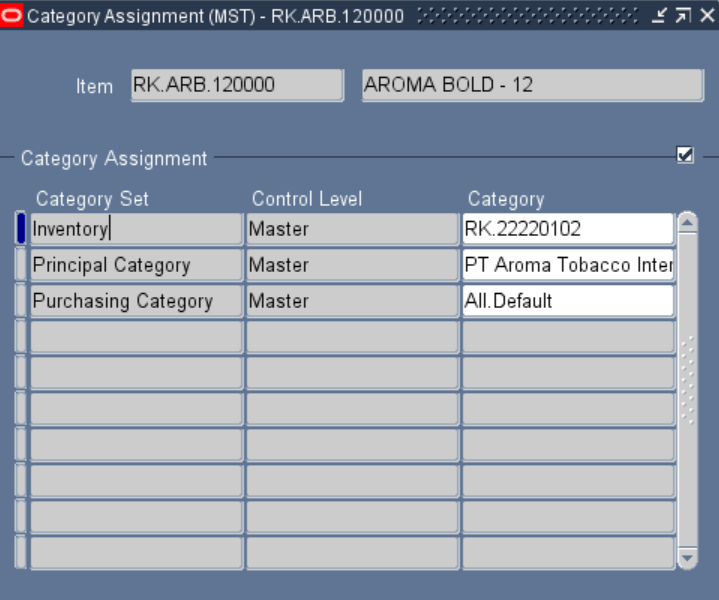 Category Assignment (MST) - RK.ARB.120000
Item RK.ARB.120000 AROMA BOLD - 12
Category Assignment
Category Set Control Level Category
Inventory Master RK.22220102
Principal Category Master PT Aroma Tobacco Inter
Purchasing Category Master All.Default